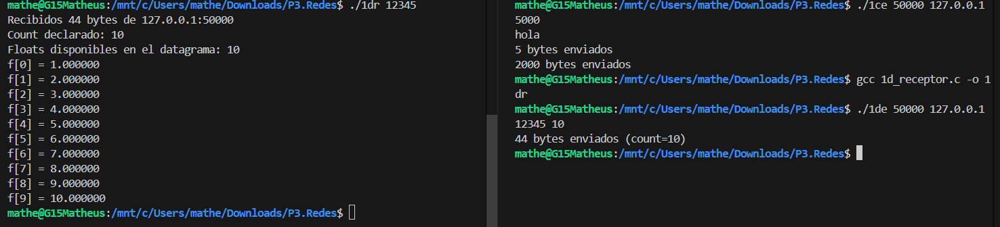 mathe@G15Matheus:/mnt/c/Users/mathe/Downloads/P3.Redes$ ./1dr 12345
Recibidos 44 bytes de 127.0.0.1:50000
Count declarado: 10
Floats disponibles en el datagrama: 10
f[0] = 1.000000
f[1] = 2.000000
f[2] = 3.000000
f[3] = 4.000000
f[4] = 5.000000
f[5] = 6.000000
f[6] = 7.000000
f[7] = 8.000000
f[8] = 9.000000
f[9] = 10.000000
mathe@G15Matheus:/mnt/c/Users/mathe/Downloads/P3.Redes$
mathe@G15Matheus:/mnt/c/Users/mathe/Downloads/P3.Redes$ ./1ce 50000 127.0.0.1
5000
hola
5 bytes enviados
2000 bytes enviados
mathe@G15Matheus:/mnt/c/Users/mathe/Downloads/P3.Redes$ gcc 1d_receptor.c -o 1
dr
mathe@G15Matheus:/mnt/c/Users/mathe/Downloads/P3.Redes$ ./1de 50000 127.0.0.1
12345 10
44 bytes enviados (count=10)
mathe@G15Matheus:/mnt/c/Users/mathe/Downloads/P3.Redes$